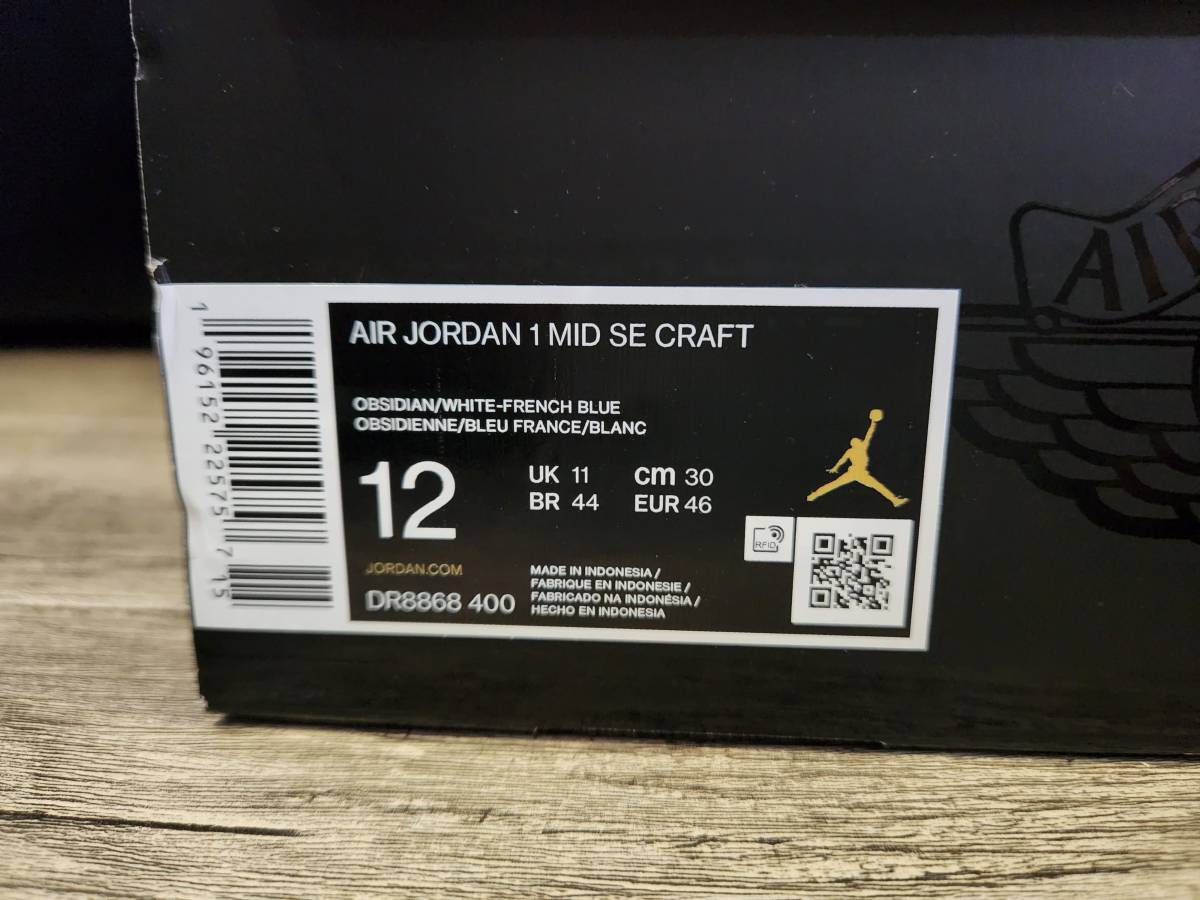 AIR
AIR JORDAN 1 MID SE CRAFT
OBSIDIAN/WHITE-FRENCH BLUE
OBSIDIENNE/BLEU FRANCE/BLANC
12
UK 11 cm 30
BR 44 EUR 46
RFID
JORDAN.COM
DR8868 400
MADE IN INDONESIA /
FABRIQUE EN INDONESIE /
FABRICADO NA INDONÉSIA /
HECHO EN INDONESIA
1 96152 22575 7 15